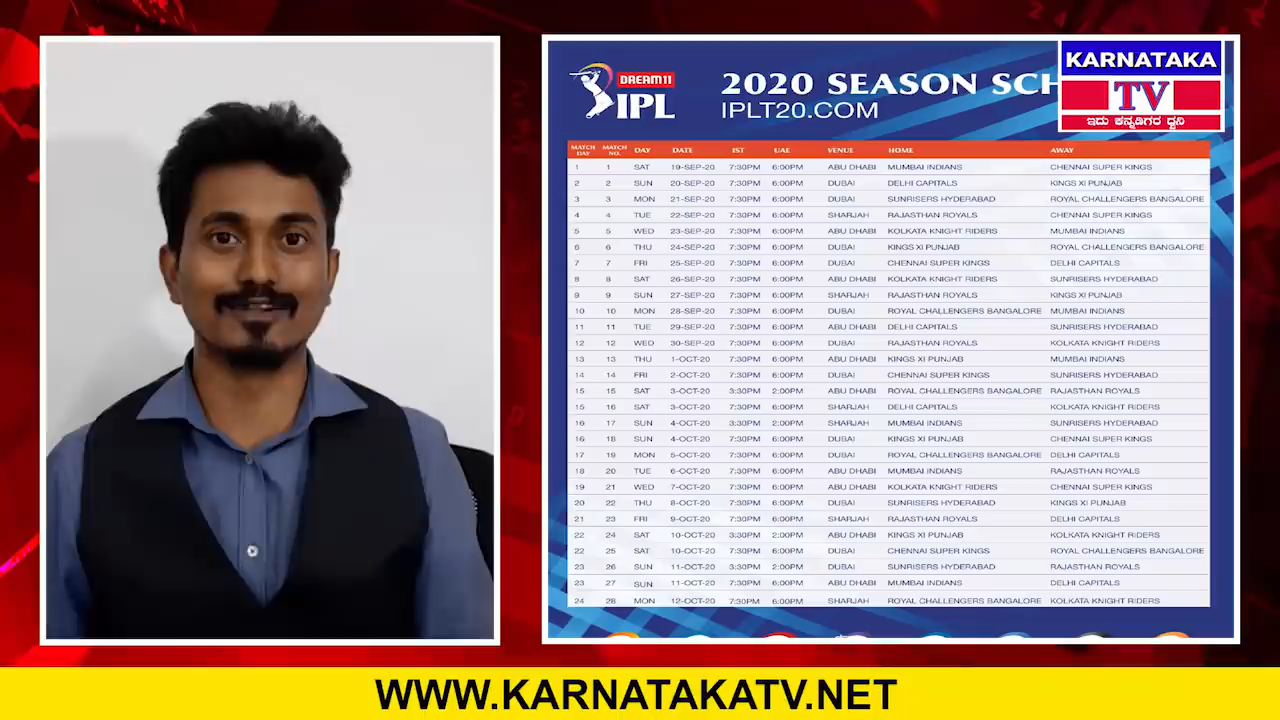 DREAM11
IPL
2020 SEASON SCH
IPLT20.COM
KARNATAKA
TV
ಇದು ಕನ್ನಡಿಗರ ಧ್ವನಿ
MATCH DAY MATCH NO. DAY DATE IST UAE VENUE HOME AWAY
1 1 SAT 19-SEP-20 7:30PM 6:00PM ABU DHABI MUMBAI INDIANS CHENNAI SUPER KINGS
2 2 SUN 20-SEP-20 7:30PM 6:00PM DUBAI DELHI CAPITALS KINGS XI PUNJAB
3 3 MON 21-SEP-20 7:30PM 6:00PM DUBAI SUNRISERS HYDERABAD ROYAL CHALLENGERS BANGALORE
4 4 TUE 22-SEP-20 7:30PM 6:00PM SHARJAH RAJASTHAN ROYALS CHENNAI SUPER KINGS
5 5 WED 23-SEP-20 7:30PM 6:00PM ABU DHABI KOLKATA KNIGHT RIDERS MUMBAI INDIANS
6 6 THU 24-SEP-20 7:30PM 6:00PM DUBAI KINGS XI PUNJAB ROYAL CHALLENGERS BANGALORE
7 7 FRI 25-SEP-20 7:30PM 6:00PM DUBAI CHENNAI SUPER KINGS DELHI CAPITALS
8 8 SAT 26-SEP-20 7:30PM 6:00PM ABU DHABI KOLKATA KNIGHT RIDERS SUNRISERS HYDERABAD
9 9 SUN 27-SEP-20 7:30PM 6:00PM SHARJAH RAJASTHAN ROYALS KINGS XI PUNJAB
10 10 MON 28-SEP-20 7:30PM 6:00PM DUBAI ROYAL CHALLENGERS BANGALORE MUMBAI INDIANS
11 11 TUE 29-SEP-20 7:30PM 6:00PM ABU DHABI DELHI CAPITALS SUNRISERS HYDERABAD
12 12 WED 30-SEP-20 7:30PM 6:00PM DUBAI RAJASTHAN ROYALS KOLKATA KNIGHT RIDERS
13 13 THU 1-OCT-20 7:30PM 6:00PM ABU DHABI KINGS XI PUNJAB MUMBAI INDIANS
14 14 FRI 2-OCT-20 7:30PM 6:00PM DUBAI CHENNAI SUPER KINGS SUNRISERS HYDERABAD
15 15 SAT 3-OCT-20 3:30PM 2:00PM ABU DHABI ROYAL CHALLENGERS BANGALORE RAJASTHAN ROYALS
15 16 SAT 3-OCT-20 7:30PM 6:00PM SHARJAH DELHI CAPITALS KOLKATA KNIGHT RIDERS
16 17 SUN 4-OCT-20 3:30PM 2:00PM SHARJAH MUMBAI INDIANS SUNRISERS HYDERABAD
16 18 SUN 4-OCT-20 7:30PM 6:00PM DUBAI KINGS XI PUNJAB CHENNAI SUPER KINGS
17 19 MON 5-OCT-20 7:30PM 6:00PM DUBAI ROYAL CHALLENGERS BANGALORE DELHI CAPITALS
18 20 TUE 6-OCT-20 7:30PM 6:00PM ABU DHABI MUMBAI INDIANS RAJASTHAN ROYALS
19 21 WED 7-OCT-20 7:30PM 6:00PM ABU DHABI KOLKATA KNIGHT RIDERS CHENNAI SUPER KINGS
20 22 THU 8-OCT-20 7:30PM 6:00PM DUBAI SUNRISERS HYDERABAD KINGS XI PUNJAB
21 23 FRI 9-OCT-20 7:30PM 6:00PM SHARJAH RAJASTHAN ROYALS DELHI CAPITALS
22 24 SAT 10-OCT-20 3:30PM 2:00PM ABU DHABI KINGS XI PUNJAB KOLKATA KNIGHT RIDERS
22 25 SAT 10-OCT-20 7:30PM 6:00PM DUBAI CHENNAI SUPER KINGS ROYAL CHALLENGERS BANGALORE
23 26 SUN 11-OCT-20 3:30PM 2:00PM DUBAI SUNRISERS HYDERABAD RAJASTHAN ROYALS
23 27 SUN 11-OCT-20 7:30PM 6:00PM ABU DHABI MUMBAI INDIANS DELHI CAPITALS
24 28 MON 12-OCT-20 7:30PM 6:00PM SHARJAH ROYAL CHALLENGERS BANGALORE KOLKATA KNIGHT RIDERS
WWW.KARNATAKATV.NET